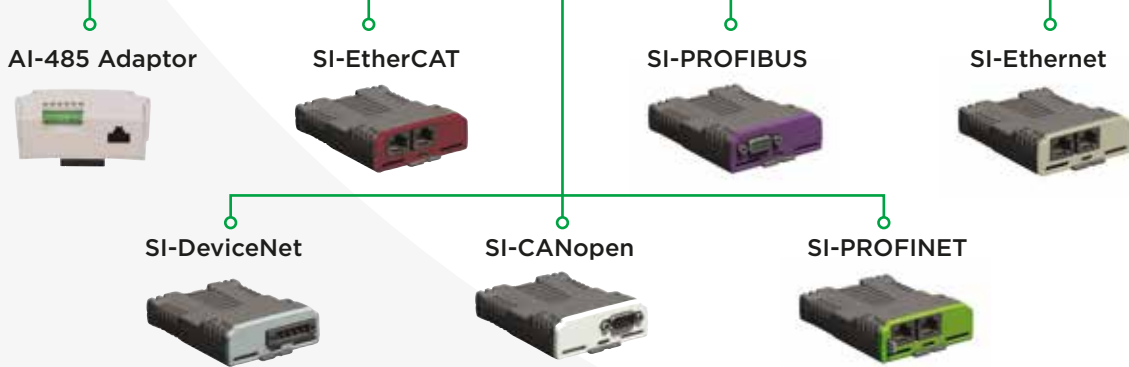 AI-485 Adaptor
SI-EtherCAT
SI-PROFIBUS
SI-Ethernet
SI-DeviceNet
SI-CANopen
SI-PROFINET